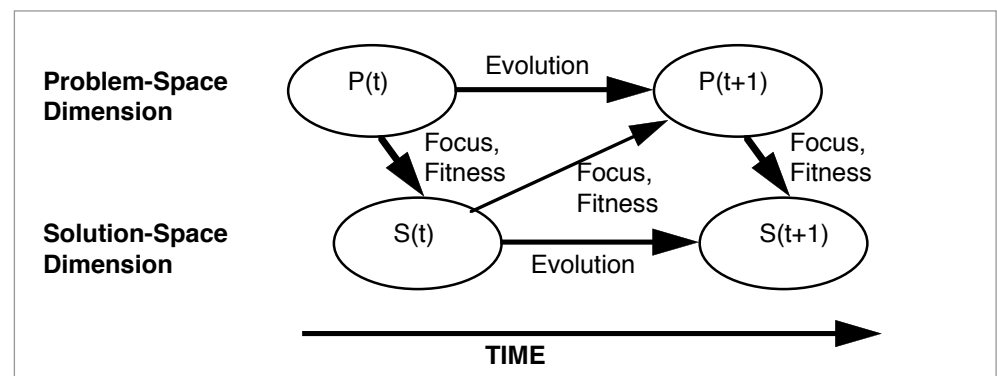 Problem-Space
Dimension
P(t)
Evolution
P(t+1)
Focus,
Fitness
Focus,
Fitness
Focus,
Fitness
Solution-Space
Dimension
S(t)
Evolution
S(t+1)
TIME